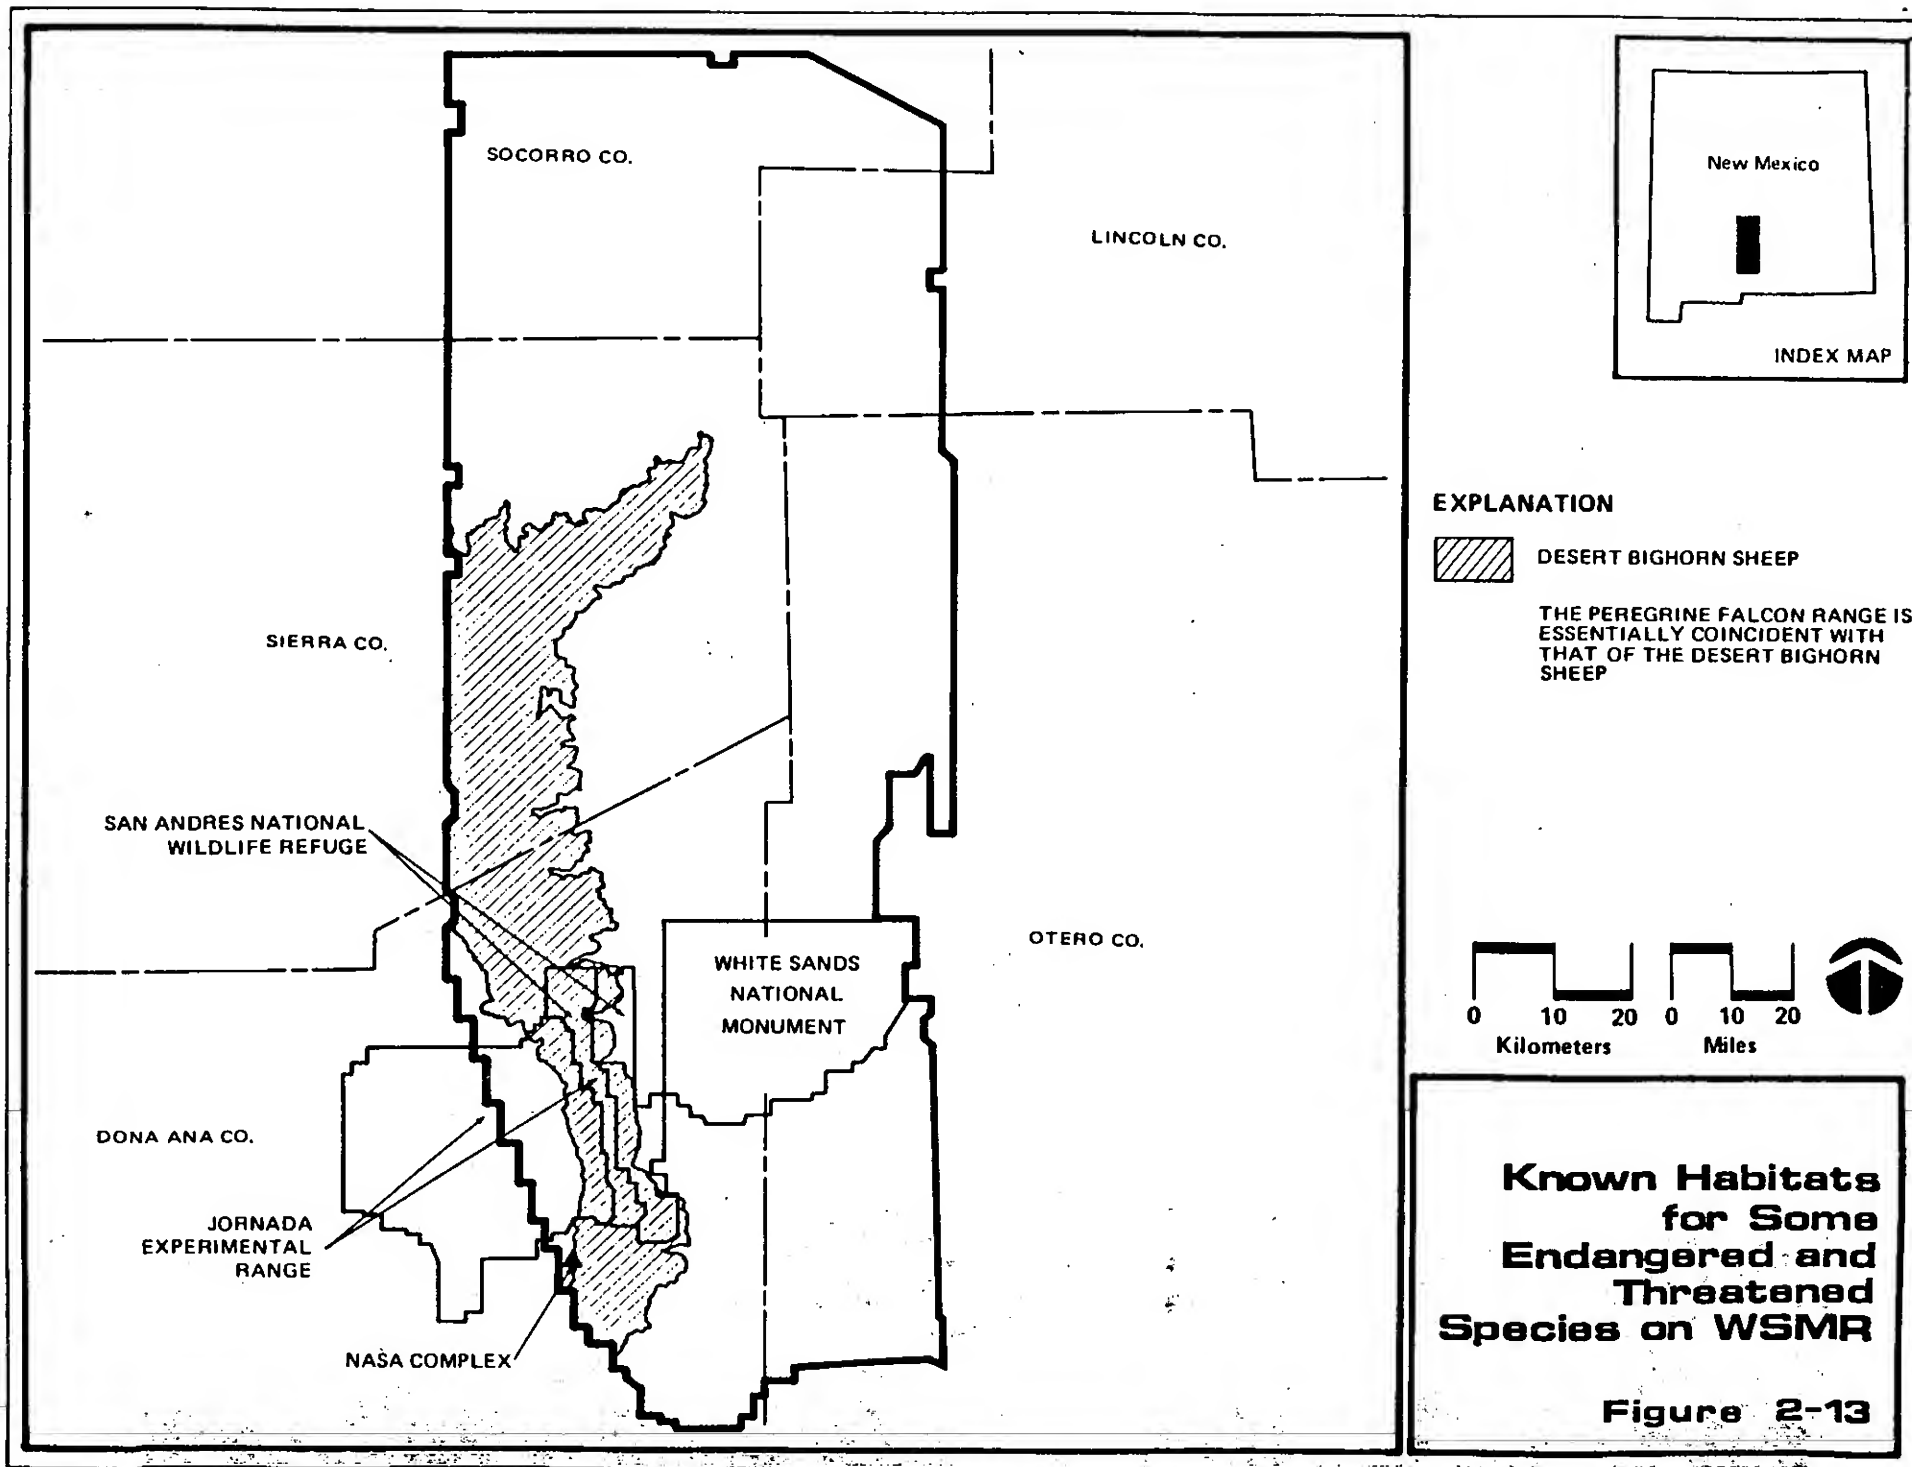 SOCORRO CO.
LINCOLN CO.
SIERRA CO.
SAN ANDRES NATIONAL
WILDLIFE REFUGE
OTERO CO.
WHITE SANDS
NATIONAL
MONUMENT
DONA ANA CO.
JORNADA
EXPERIMENTAL
RANGE
NASA COMPLEX
New Mexico
INDEX MAP
EXPLANATION
DESERT BIGHORN SHEEP
THE PEREGRINE FALCON RANGE IS
ESSENTIALLY COINCIDENT WITH
THAT OF THE DESERT BIGHORN
SHEEP
0 10 20
Kilometers
0 10 20
Miles
Known Habitats
for Some
Endangered and
Threatened
Species on WSMR
Figure 2-13